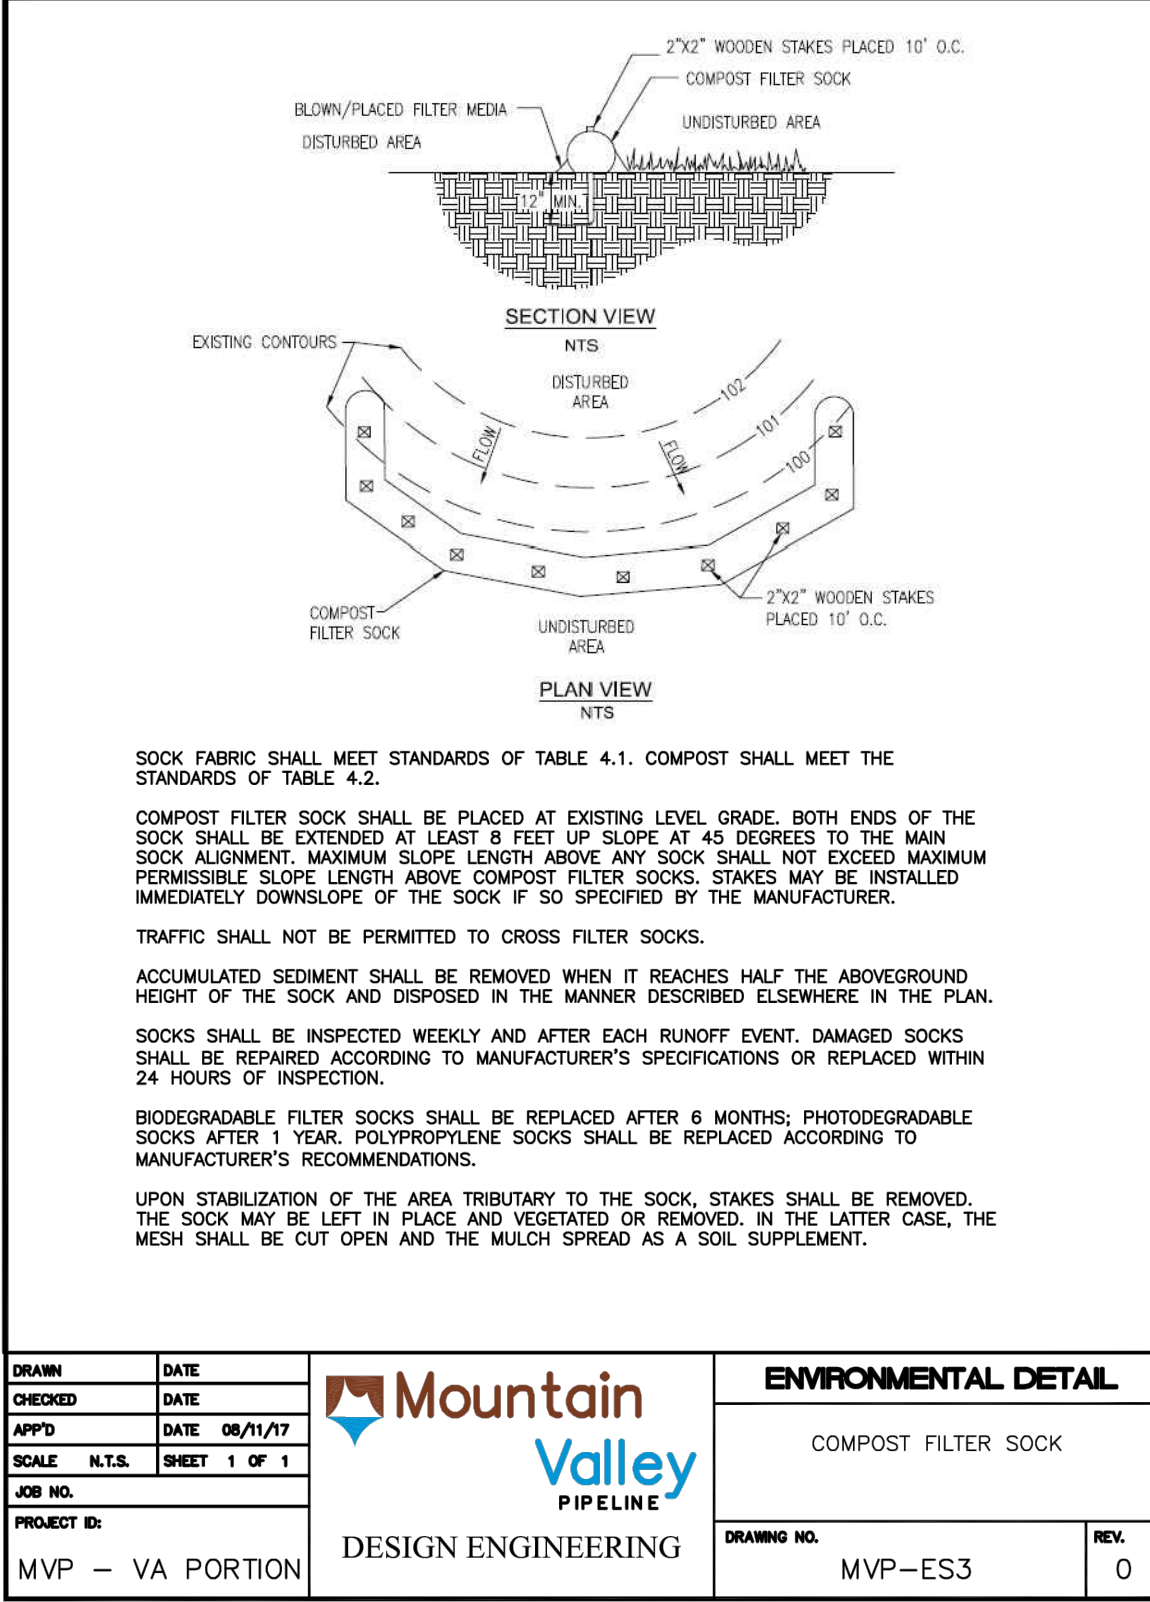 2"X2" WOODEN STAKES PLACED 10' O.C.
COMPOST FILTER SOCK
BLOWN/PLACED FILTER MEDIA
UNDISTURBED AREA
DISTURBED AREA
12" MIN.
SECTION VIEW
NTS
EXISTING CONTOURS
DISTURBED
AREA
102
101
100
FLOW
FLOW
2"X2" WOODEN STAKES
PLACED 10' O.C.
COMPOST
FILTER SOCK
UNDISTURBED
AREA
PLAN VIEW
NTS
SOCK FABRIC SHALL MEET STANDARDS OF TABLE 4.1. COMPOST SHALL MEET THE
STANDARDS OF TABLE 4.2.
COMPOST FILTER SOCK SHALL BE PLACED AT EXISTING LEVEL GRADE. BOTH ENDS OF THE
SOCK SHALL BE EXTENDED AT LEAST 8 FEET UP SLOPE AT 45 DEGREES TO THE MAIN
SOCK ALIGNMENT. MAXIMUM SLOPE LENGTH ABOVE ANY SOCK SHALL NOT EXCEED MAXIMUM
PERMISSIBLE SLOPE LENGTH ABOVE COMPOST FILTER SOCKS. STAKES MAY BE INSTALLED
IMMEDIATELY DOWNSLOPE OF THE SOCK IF SO SPECIFIED BY THE MANUFACTURER.
TRAFFIC SHALL NOT BE PERMITTED TO CROSS FILTER SOCKS.
ACCUMULATED SEDIMENT SHALL BE REMOVED WHEN IT REACHES HALF THE ABOVEGROUND
HEIGHT OF THE SOCK AND DISPOSED IN THE MANNER DESCRIBED ELSEWHERE IN THE PLAN.
SOCKS SHALL BE INSPECTED WEEKLY AND AFTER EACH RUNOFF EVENT. DAMAGED SOCKS
SHALL BE REPAIRED ACCORDING TO MANUFACTURER'S SPECIFICATIONS OR REPLACED WITHIN
24 HOURS OF INSPECTION.
BIODEGRADABLE FILTER SOCKS SHALL BE REPLACED AFTER 6 MONTHS; PHOTODEGRADABLE
SOCKS AFTER 1 YEAR. POLYPROPYLENE SOCKS SHALL BE REPLACED ACCORDING TO
MANUFACTURER'S RECOMMENDATIONS.
UPON STABILIZATION OF THE AREA TRIBUTARY TO THE SOCK, STAKES SHALL BE REMOVED.
THE SOCK MAY BE LEFT IN PLACE AND VEGETATED OR REMOVED. IN THE LATTER CASE, THE
MESH SHALL BE CUT OPEN AND THE MULCH SPREAD AS A SOIL SUPPLEMENT.
DRAWN DATE
CHECKED DATE
APP'D DATE 08/11/17
SCALE N.T.S. SHEET 1 OF 1
JOB NO.
PROJECT ID:
MVP – VA PORTION
Mountain
Valley
PIPELINE
DESIGN ENGINEERING
ENVIRONMENTAL DETAIL
COMPOST FILTER SOCK
DRAWING NO.
MVP-ES3
REV.
0